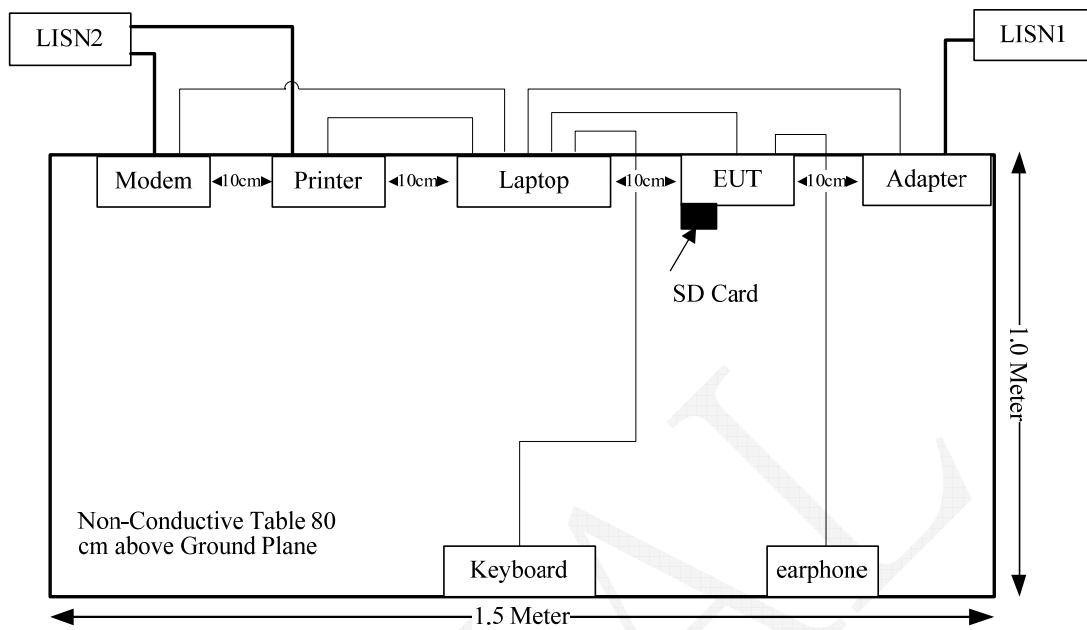 LISN2
LISN1
Modem
10cm
Printer
10cm
Laptop
10cm
EUT
10cm
Adapter
SD Card
1.0 Meter
Non-Conductive Table 80
cm above Ground Plane
Keyboard
earphone
1.5 Meter